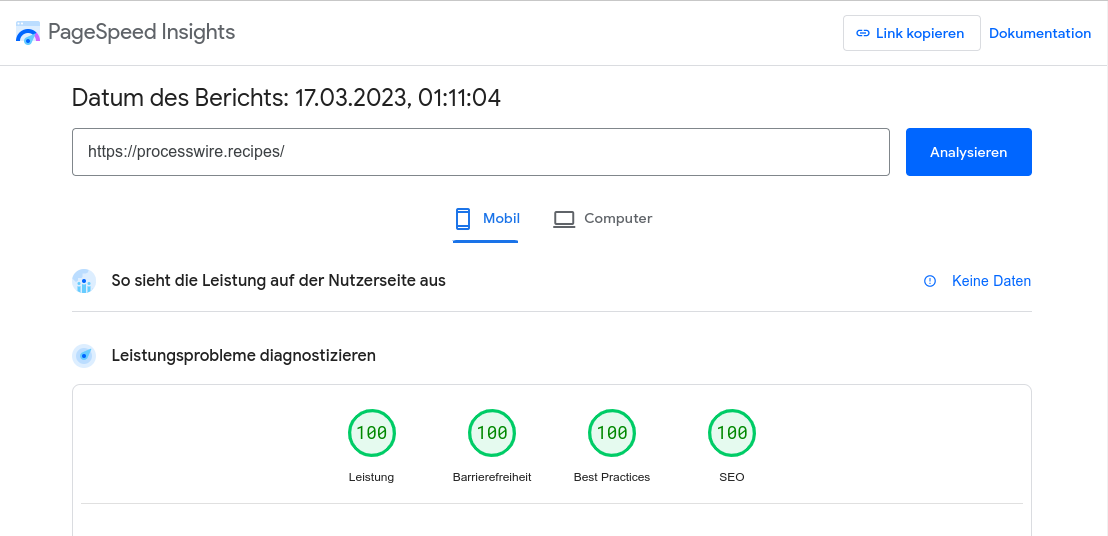 PageSpeed Insights
Link kopieren
Dokumentation
Datum des Berichts: 17.03.2023, 01:11:04
https://processwire.recipes/
Analysieren
Mobil
Computer
So sieht die Leistung auf der Nutzerseite aus
Keine Daten
Leistungsprobleme diagnostizieren
100 100 100 100
Leistung Barrierefreiheit Best Practices SEO